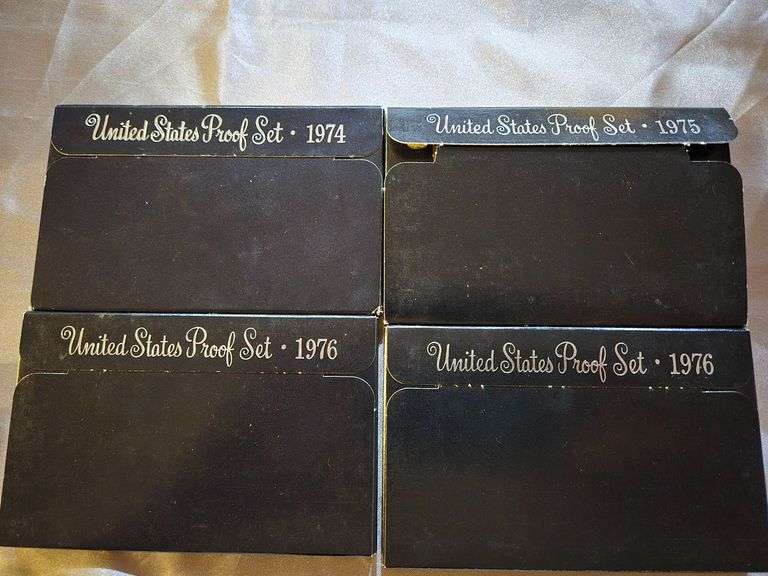 United States Proof Set · 1974
United States Proof Set · 1975
United States Proof Set · 1976
United States Proof Set · 1976